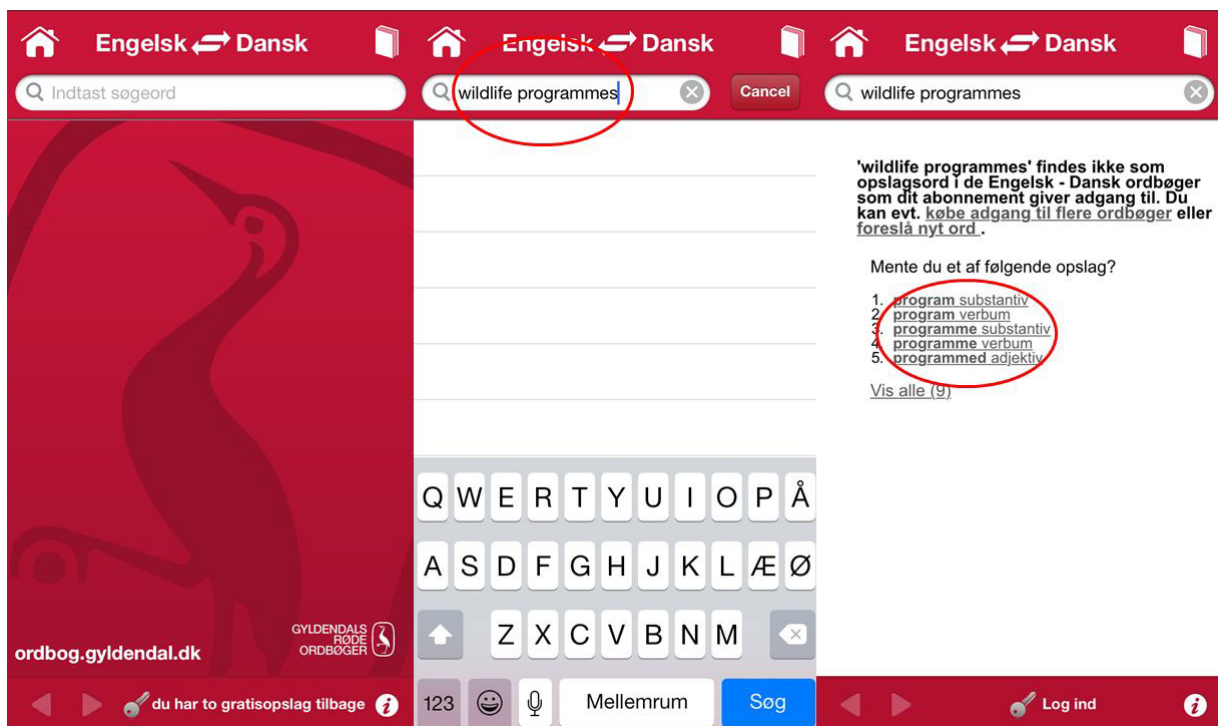 Engelsk Dansk
Indtast søgeord
ordbog.gyldendal.dk
GYLDENDALS
RØDE
ORDBØGER
du har to gratisopslag tilbage
Engelsk Dansk
wildlife programmes
Cancel
Q W E R T Y U I O P Å
A S D F G H J K L Æ Ø
Z X C V B N M
123 Mellemrum Søg
Engelsk Dansk
wildlife programmes
'wildlife programmes' findes ikke som
opslagsord i de Engelsk - Dansk ordbøger
som dit abonnement giver adgang til. Du
kan evt. købe adgang til flere ordbøger eller
foreslå nyt ord .
Mente du et af følgende opslag?
1. program substantiv
2. program verbum
3. programme substantiv
4. programme verbum
5. programmed adjektiv
Vis alle (9)
Log ind